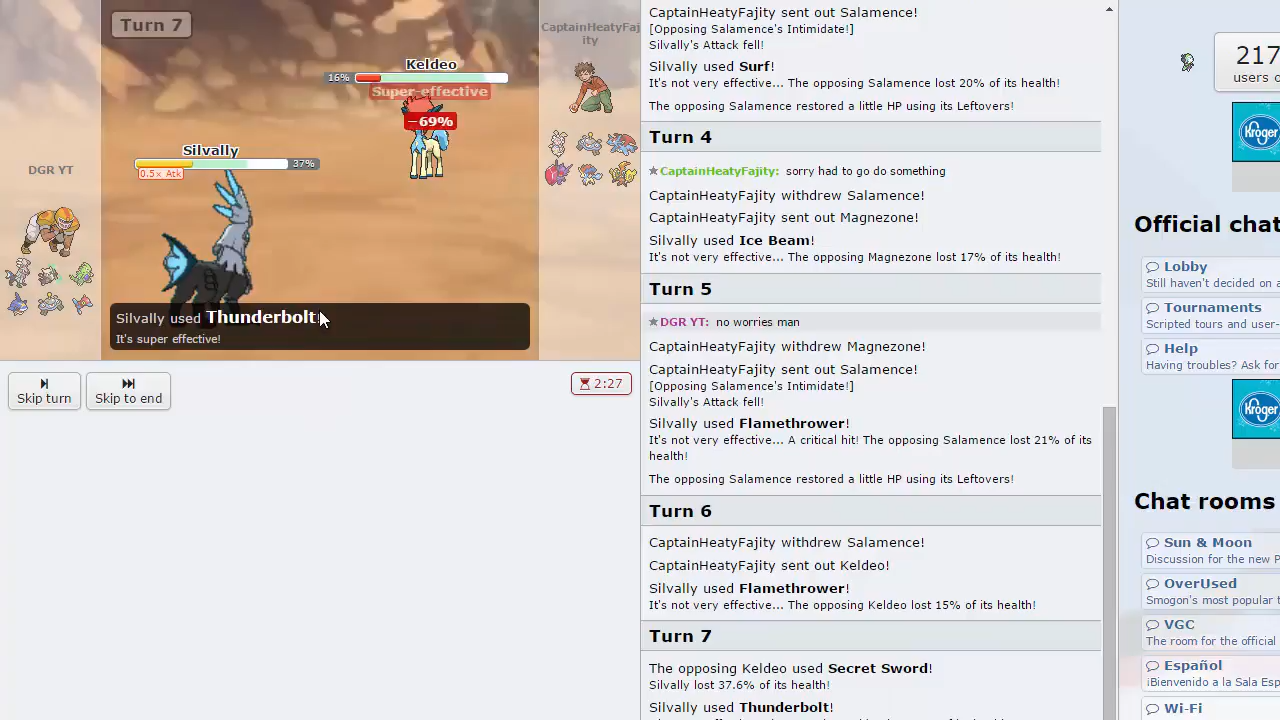 Turn 7
CaptainHeatyFaj
ity
Keldeo
16%
Super-effective
−69%
Silvally
37%
0.5× Atk
DGR YT
Silvally used Thunderbolt!
It's super effective!
Skip turn
Skip to end
2:27
CaptainHeatyFajity sent out Salamence!
[Opposing Salamence's Intimidate!]
Silvally's Attack fell!
Silvally used Surf!
It's not very effective... The opposing Salamence lost 20% of its health!
The opposing Salamence restored a little HP using its Leftovers!
Turn 4
★CaptainHeatyFajity: sorry had to go do something
CaptainHeatyFajity withdrew Salamence!
CaptainHeatyFajity sent out Magnezone!
Silvally used Ice Beam!
It's not very effective... The opposing Magnezone lost 17% of its health!
Turn 5
★DGR YT: no worries man
CaptainHeatyFajity withdrew Magnezone!
CaptainHeatyFajity sent out Salamence!
[Opposing Salamence's Intimidate!]
Silvally's Attack fell!
Silvally used Flamethrower!
It's not very effective... A critical hit! The opposing Salamence lost 21% of its
health!
The opposing Salamence restored a little HP using its Leftovers!
Turn 6
CaptainHeatyFajity withdrew Salamence!
CaptainHeatyFajity sent out Keldeo!
Silvally used Flamethrower!
It's not very effective... The opposing Keldeo lost 15% of its health!
Turn 7
The opposing Keldeo used Secret Sword!
Silvally lost 37.6% of its health!
Silvally used Thunderbolt!
217
users o
Kroger
Official chat
Lobby
Still haven't decided on a
Tournaments
Scripted tours and user-
Help
Having troubles? Ask for
Kroger
Chat rooms
Sun & Moon
Discussion for the new P
OverUsed
Smogon's most popular t
VGC
The room for the official
Español
¡Bienvenido a la Sala Esp
Wi-Fi